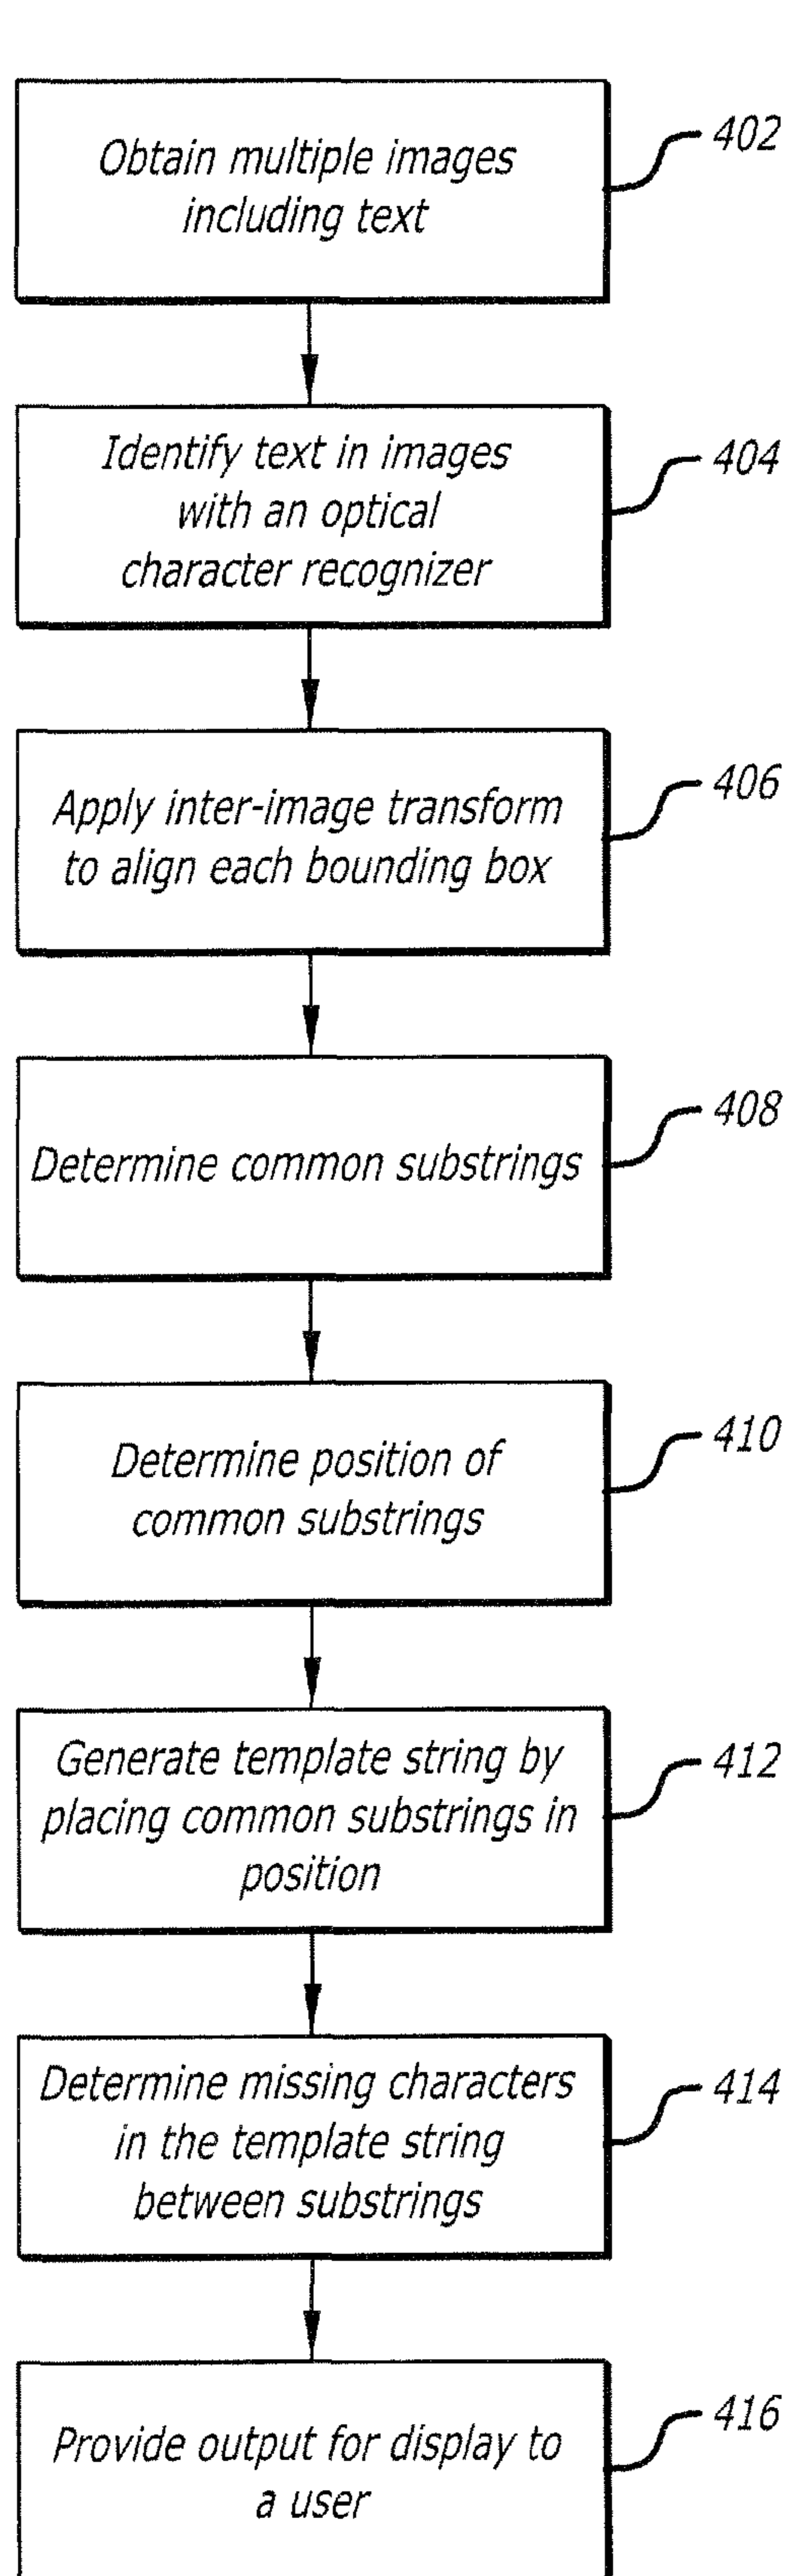 Obtain multiple images
including text
402
Identify text in images
with an optical
character recognizer
404
Apply inter-image transform
to align each bounding box
406
Determine common substrings
408
Determine position of
common substrings
410
Generate template string by
placing common substrings in
position
412
Determine missing characters
in the template string
between substrings
414
Provide output for display to
a user
416